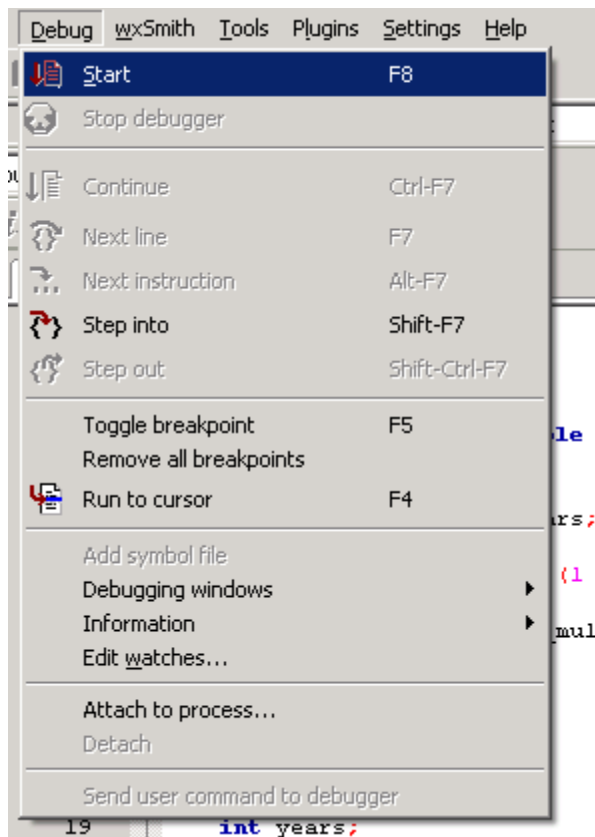 Debug wxSmith Tools Plugins Settings Help
Start F8
Stop debugger
Continue Ctrl-F7
Next line F7
Next instruction Alt-F7
Step into Shift-F7
Step out Shift-Ctrl-F7
Toggle breakpoint F5
le
Remove all breakpoints
Run to cursor F4
rs;
Add symbol file
(1
Debugging windows
Information
_mul
Edit watches...
Attach to process...
Detach
Send user command to debugger
19 int years;